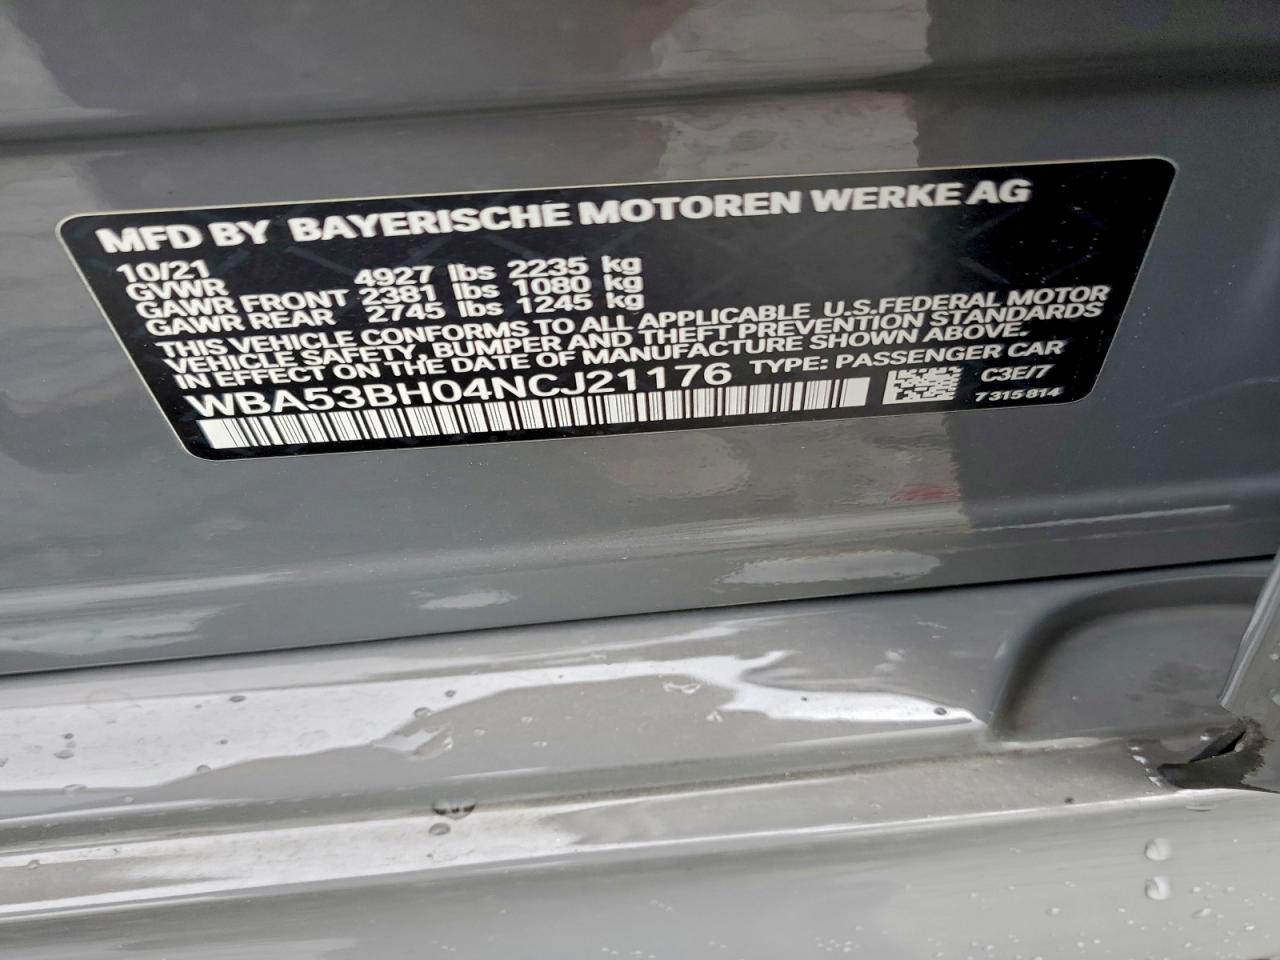 MFD BY BAYERISCHE MOTOREN WERKE AG
10/21
GVWR 4927 lbs 2235 kg
GAWR FRONT 2381 lbs 1080 kg
GAWR REAR 2745 lbs 1245 kg
THIS VEHICLE CONFORMS TO ALL APPLICABLE U.S.FEDERAL MOTOR
VEHICLE SAFETY, BUMPER AND THEFT PREVENTION STANDARDS
IN EFFECT ON THE DATE OF MANUFACTURE SHOWN ABOVE.
WBA53BH04NCJ21176 TYPE: PASSENGER CAR
C3E/7
7 315 814